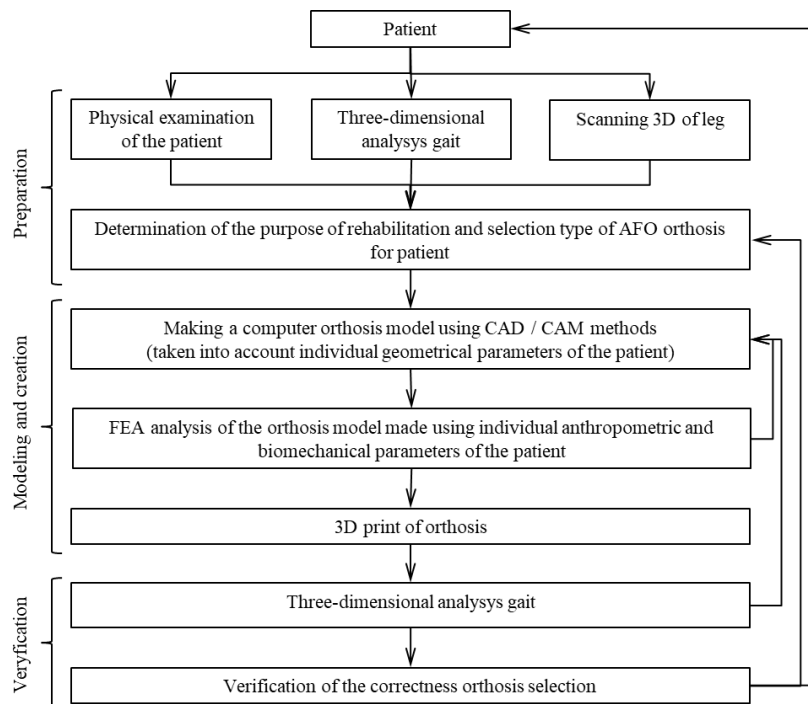 Patient
Physical examination
of the patient
Three-dimensional
analysys gait
Scanning 3D of leg
Preparation
Determination of the purpose of rehabilitation and selection type of AFO orthosis
for patient
Modeling and creation
Making a computer orthosis model using CAD / CAM methods
(taken into account individual geometrical parameters of the patient)
FEA analysis of the orthosis model made using individual anthropometric and
biomechanical parameters of the patient
3D print of orthosis
Veryfication
Three-dimensional analysys gait
Verification of the correctness orthosis selection